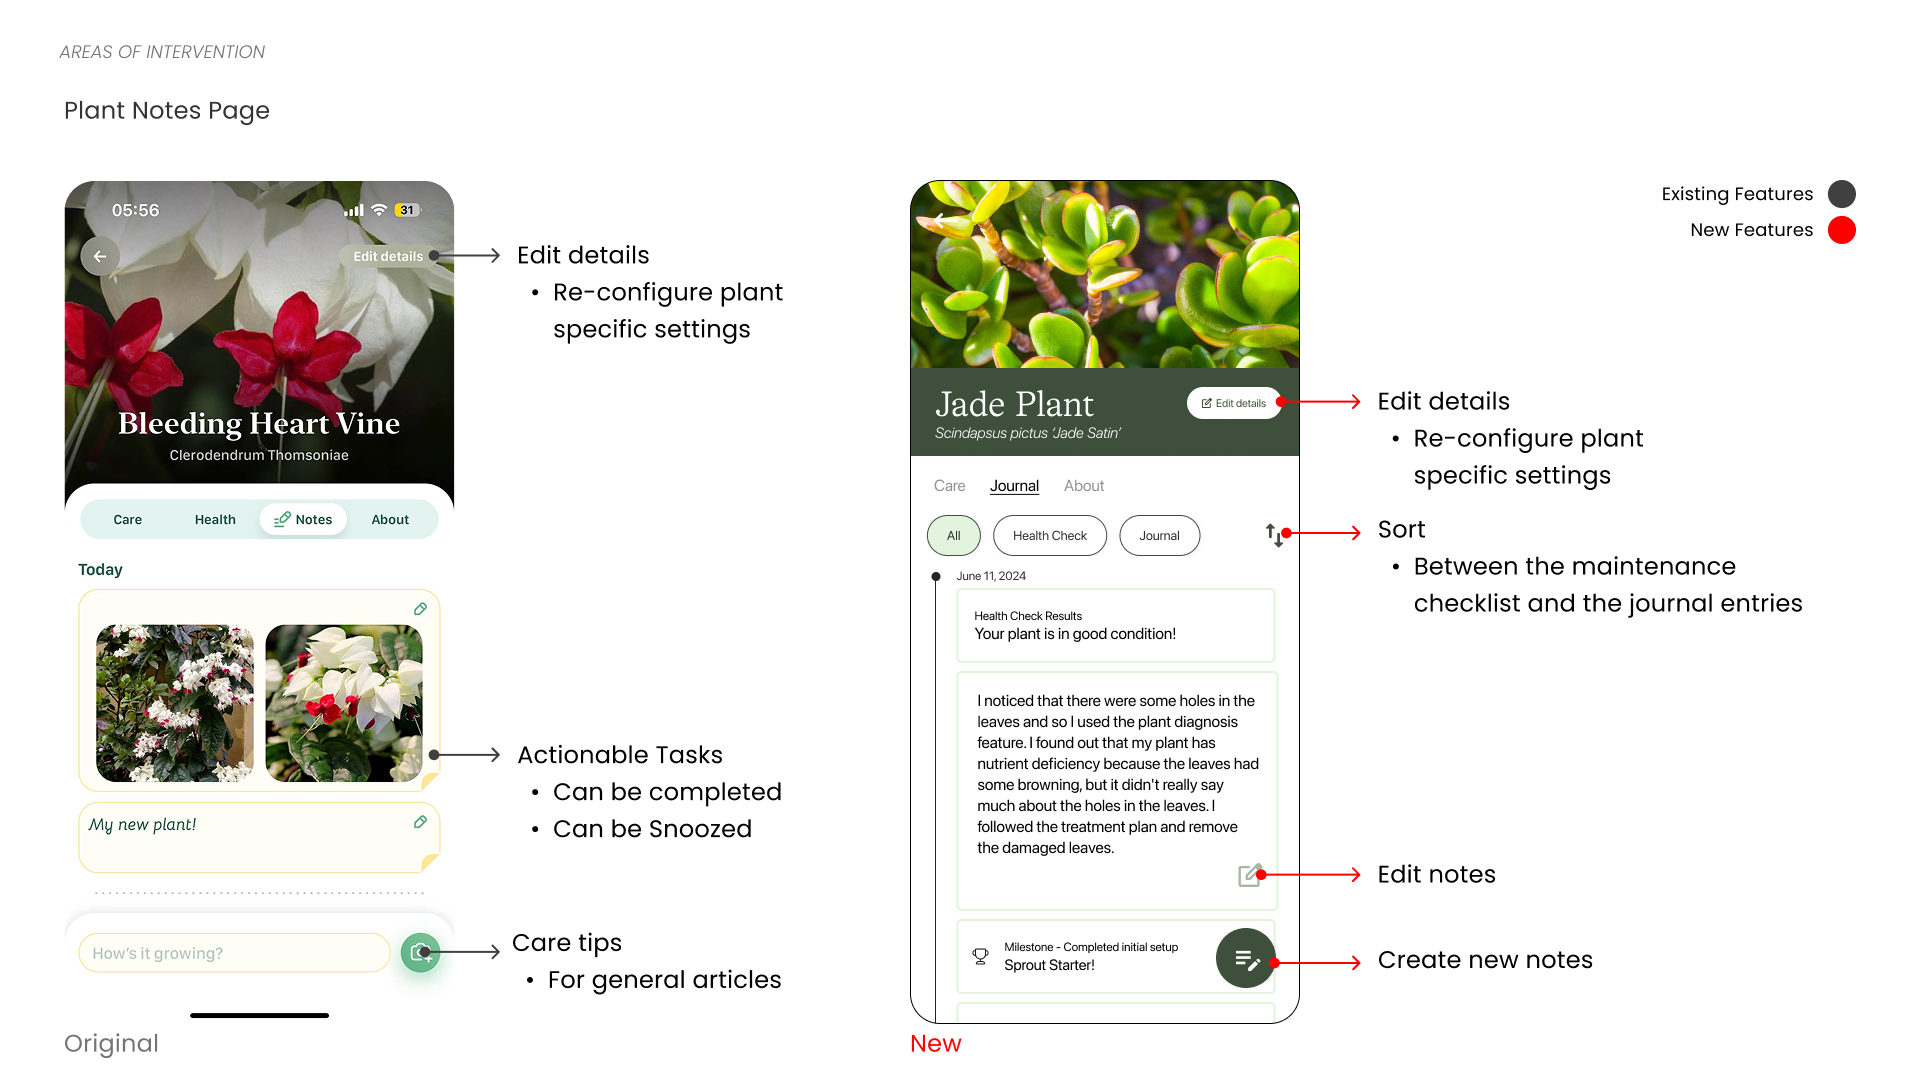 AREAS OF INTERVENTION
Plant Notes Page
05:56
31
Edit details
Bleeding Heart Vine
Clerodendrum Thomsoniae
Care
Health
Notes
About
Today
My new plant!
How's it growing?
Original
Edit details
• Re-configure plant
specific settings
Actionable Tasks
• Can be completed
• Can be Snoozed
Care tips
• For general articles
Jade Plant
Edit details
Scindapsus pictus ‘Jade Satin’
Care
Journal
About
All
Health Check
Journal
June 11, 2024
Health Check Results
Your plant is in good condition!
I noticed that there were some holes in the
leaves and so I used the plant diagnosis
feature. I found out that my plant has
nutrient deficiency because the leaves had
some browning, but it didn't really say
much about the holes in the leaves. I
followed the treatment plan and remove
the damaged leaves.
Milestone - Completed initial setup
Sprout Starter!
New
Existing Features
New Features
Edit details
• Re-configure plant
specific settings
Sort
• Between the maintenance
checklist and the journal entries
Edit notes
Create new notes